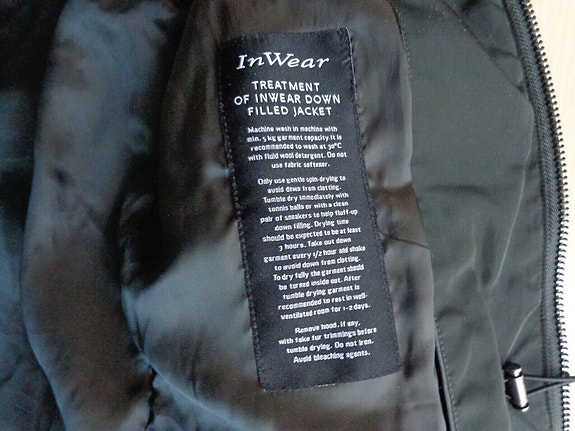 InWear
TREATMENT
OF INWEAR DOWN
FILLED JACKET
Machine wash in machine with
min. 5 kg garment capacity.It is
recommended to wash at 30°C
with fluid wool detergent. Do not
use fabric softener.
Only use gentle spin-drying to
avoid down from clotting.
Tumble dry immediately with
tennis balls or with a clean
pair of sneakers to help fluff-up
down filling. Drying time
should be expected to be at least
3 hours. Take out down
garment every 1/2 hour and shake
to avoid down from clotting.
To dry fully the garment should
be turned inside out. After
tumble drying garment is
recommended to rest in well-
ventilated room for 1-2 days.
Remove hood, if any,
with fake fur trimmings before
tumble drying. Do not iron.
Avoid bleaching agents.